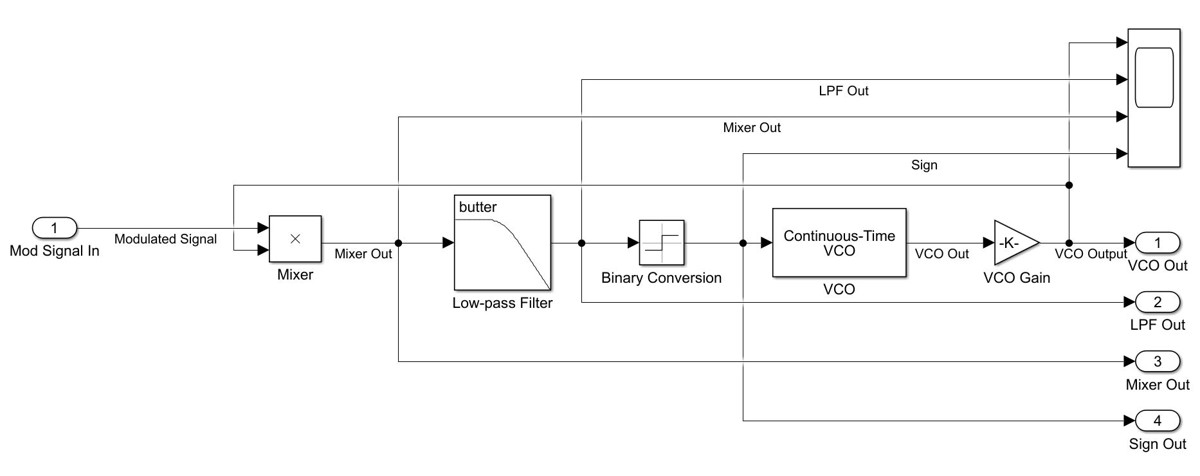 LPF Out
Mixer Out
Sign
1
Mod Signal In
Modulated Signal
×
Mixer
Mixer Out
butter
Low-pass Filter
Binary Conversion
Continuous-Time
VCO
VCO
VCO Out
-K-
VCO Gain
VCO Output
1
VCO Out
2
LPF Out
3
Mixer Out
4
Sign Out